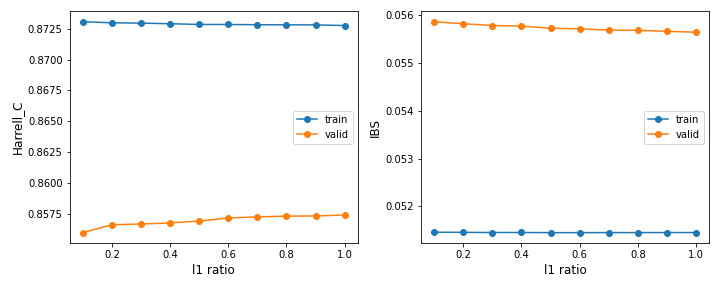 Harrell_C
0.8725
0.8700
0.8675
0.8650
0.8625
0.8600
0.8575
0.2 0.4 0.6 0.8 1.0
l1 ratio
train
valid
IBS
0.056
0.055
0.054
0.053
0.052
0.2 0.4 0.6 0.8 1.0
l1 ratio
train
valid